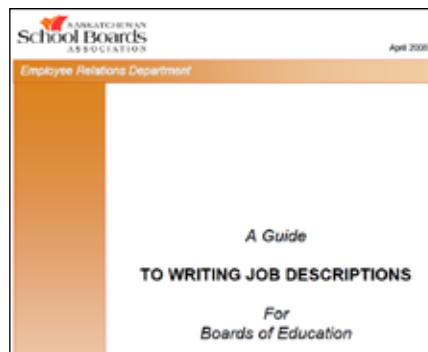 SASKATCHEWAN
School Boards
ASSOCIATION
April 2008
Employee Relations Department
A Guide
TO WRITING JOB DESCRIPTIONS
For
Boards of Education